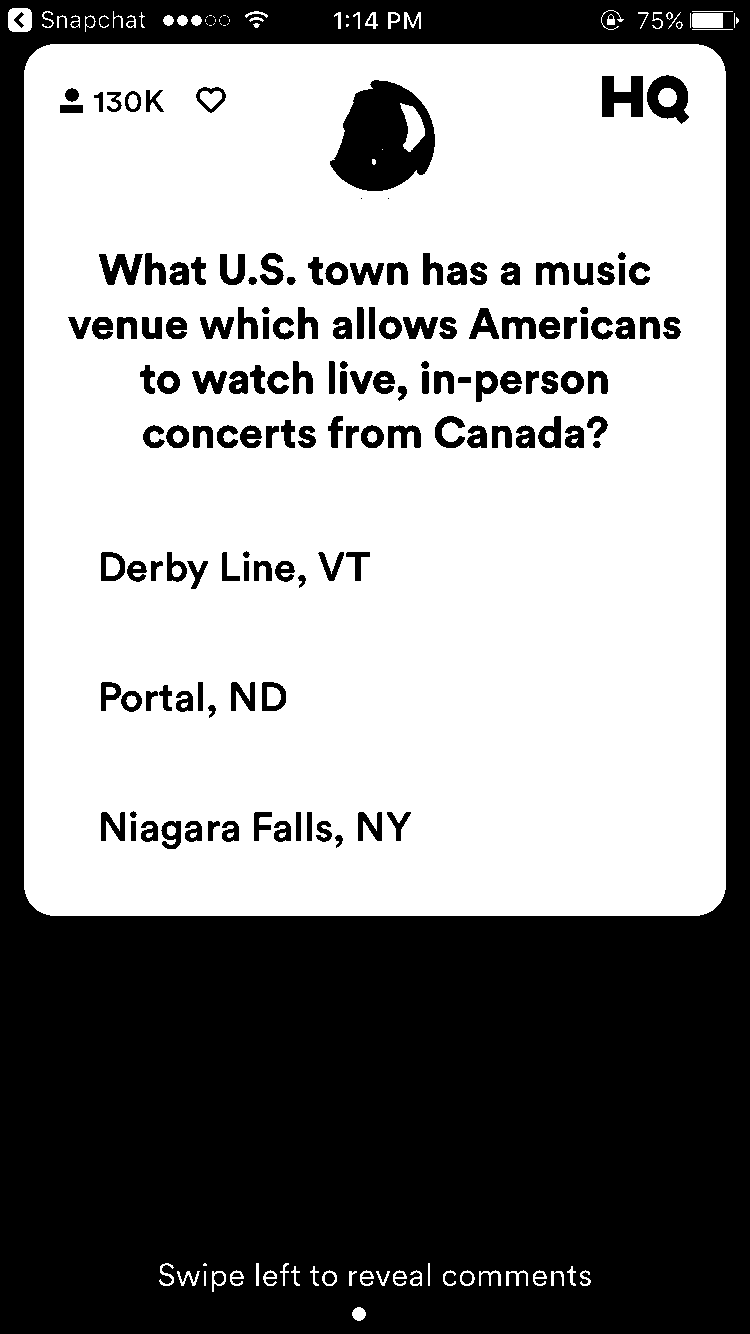 Snapchat 1:14 PM 75%
130K HQ
What U.S. town has a music
venue which allows Americans
to watch live, in-person
concerts from Canada?
Derby Line, VT
Portal, ND
Niagara Falls, NY
Swipe left to reveal comments